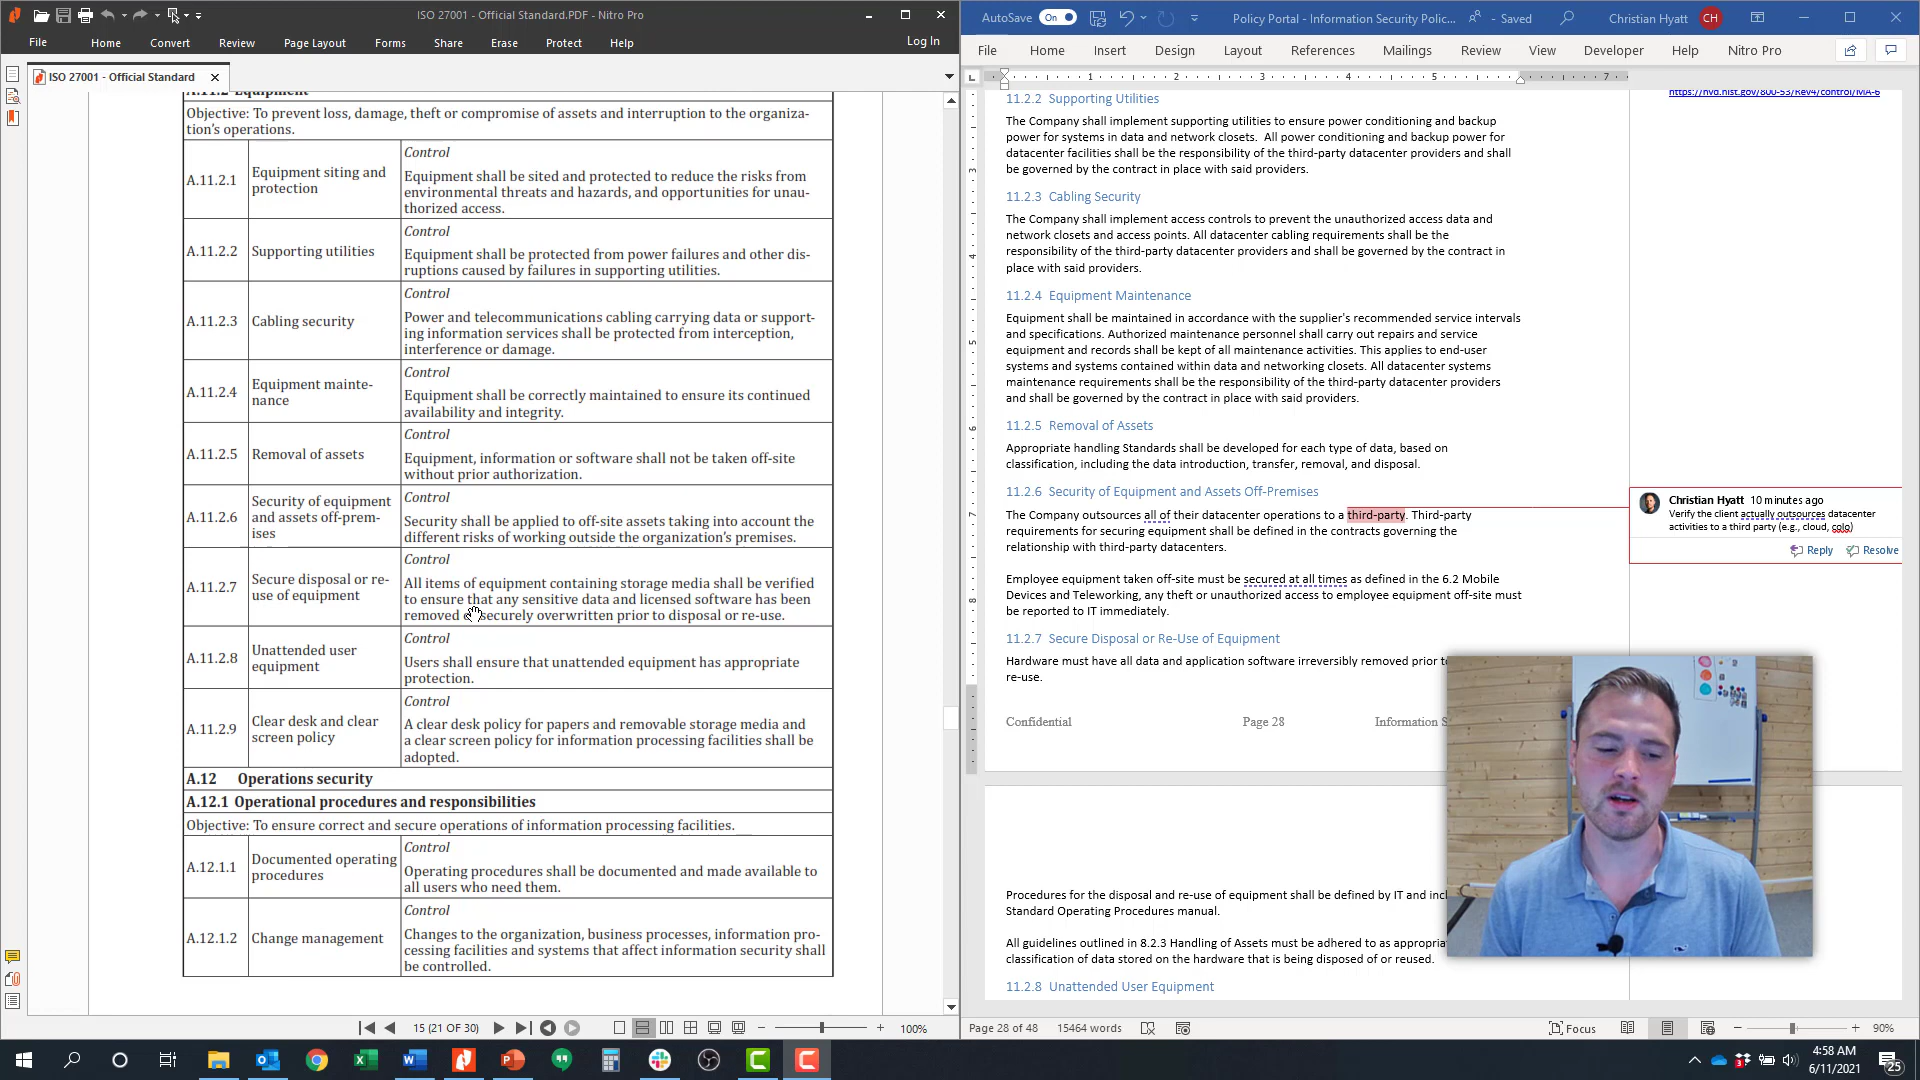 ISO 27001 - Official Standard.PDF - Nitro Pro
File Home Convert Review Page Layout Forms Share Erase Protect Help Log In
ISO 27001 - Official Standard
A.11.2 Equipment
Objective: To prevent loss, damage, theft or compromise of assets and interruption to the organiza-
tion's operations.
A.11.2.1
Equipment siting and
protection
Control
Equipment shall be sited and protected to reduce the risks from
environmental threats and hazards, and opportunities for unau-
thorized access.
A.11.2.2
Supporting utilities
Control
Equipment shall be protected from power failures and other dis-
ruptions caused by failures in supporting utilities.
A.11.2.3
Cabling security
Control
Power and telecommunications cabling carrying data or support-
ing information services shall be protected from interception,
interference or damage.
A.11.2.4
Equipment mainte-
nance
Control
Equipment shall be correctly maintained to ensure its continued
availability and integrity.
A.11.2.5
Removal of assets
Control
Equipment, information or software shall not be taken off-site
without prior authorization.
A.11.2.6
Security of equipment
and assets off-prem-
ises
Control
Security shall be applied to off-site assets taking into account the
different risks of working outside the organization's premises.
A.11.2.7
Secure disposal or re-
use of equipment
Control
All items of equipment containing storage media shall be verified
to ensure that any sensitive data and licensed software has been
removed or securely overwritten prior to disposal or re-use.
A.11.2.8
Unattended user
equipment
Control
Users shall ensure that unattended equipment has appropriate
protection.
A.11.2.9
Clear desk and clear
screen policy
Control
A clear desk policy for papers and removable storage media and
a clear screen policy for information processing facilities shall be
adopted.
A.12 Operations security
A.12.1 Operational procedures and responsibilities
Objective: To ensure correct and secure operations of information processing facilities.
A.12.1.1
Documented operating
procedures
Control
Operating procedures shall be documented and made available to
all users who need them.
A.12.1.2
Change management
Control
Changes to the organization, business processes, information pro-
cessing facilities and systems that affect information security shall
be controlled.
15 (21 OF 30)
100%
AutoSave On Policy Portal - Information Security Polic... - Saved Christian Hyatt CH
File Home Insert Design Layout References Mailings Review View Developer Help Nitro Pro
1 2 3 4 5 7
https://nvd.nist.gov/800-53/Rev4/control/MA-6
11.2.2 Supporting Utilities
The Company shall implement supporting utilities to ensure power conditioning and backup
power for systems in data and network closets. All power conditioning and backup power for
datacenter facilities shall be the responsibility of the third-party datacenter providers and shall
be governed by the contract in place with said providers.
11.2.3 Cabling Security
The Company shall implement access controls to prevent the unauthorized access data and
network closets and access points. All datacenter cabling requirements shall be the
responsibility of the third-party datacenter providers and shall be governed by the contract in
place with said providers.
11.2.4 Equipment Maintenance
Equipment shall be maintained in accordance with the supplier's recommended service intervals
and specifications. Authorized maintenance personnel shall carry out repairs and service
equipment and records shall be kept of all maintenance activities. This applies to end-user
systems and systems contained within data and networking closets. All datacenter systems
maintenance requirements shall be the responsibility of the third-party datacenter providers
and shall be governed by the contract in place with said providers.
11.2.5 Removal of Assets
Appropriate handling Standards shall be developed for each type of data, based on
classification, including the data introduction, transfer, removal, and disposal.
11.2.6 Security of Equipment and Assets Off-Premises
The Company outsources all of their datacenter operations to a third-party. Third-party
requirements for securing equipment shall be defined in the contracts governing the
relationship with third-party datacenters.
Employee equipment taken off-site must be secured at all times as defined in the 6.2 Mobile
Devices and Teleworking, any theft or unauthorized access to employee equipment off-site must
be reported to IT immediately.
11.2.7 Secure Disposal or Re-Use of Equipment
Hardware must have all data and application software irreversibly removed prior to
re-use.
Confidential Page 28 Information S
Christian Hyatt 10 minutes ago
Verify the client actually outsources datacenter
activities to a third party (e.g., cloud, colo)
Reply Resolve
Procedures for the disposal and re-use of equipment shall be defined by IT and incl
Standard Operating Procedures manual.
All guidelines outlined in 8.2.3 Handling of Assets must be adhered to as appropriat
classification of data stored on the hardware that is being disposed of or reused.
11.2.8 Unattended User Equipment
Page 28 of 48 15464 words Focus 90%
4:58 AM
6/11/2021
25